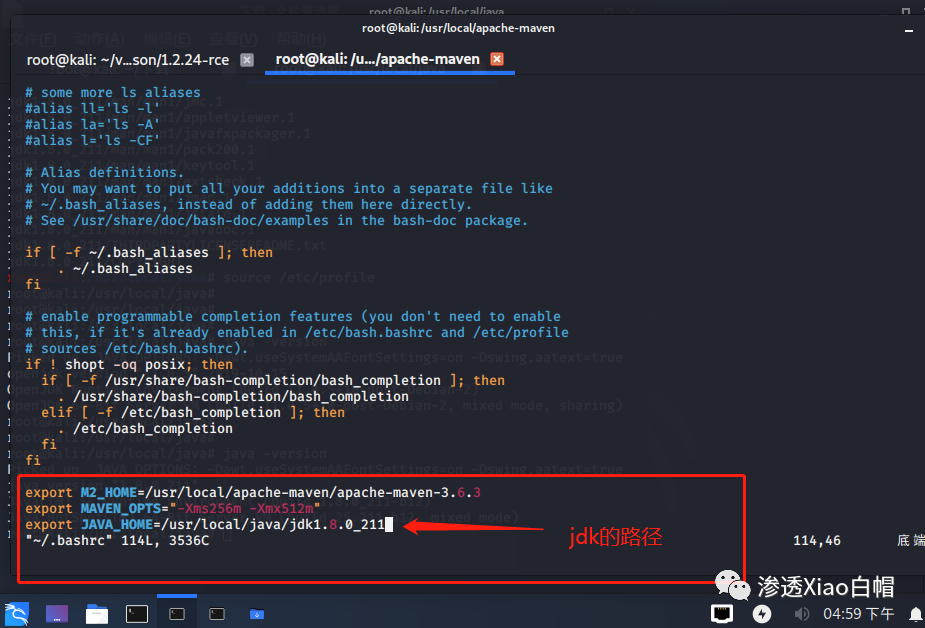 root@kali: /usr/local/java
root@kali: /usr/local/apache-maven
root@kali: ~/v...son/1.2.24-rce
root@kali: /u.../apache-maven
# some more ls aliases
#alias ll='ls -l'
#alias la='ls -A'
#alias l='ls -CF'
# Alias definitions.
# You may want to put all your additions into a separate file like
# ~/.bash_aliases, instead of adding them here directly.
# See /usr/share/doc/bash-doc/examples in the bash-doc package.
if [ -f ~/.bash_aliases ]; then
. ~/.bash_aliases
fi
# enable programmable completion features (you don't need to enable
# this, if it's already enabled in /etc/bash.bashrc and /etc/profile
# sources /etc/bash.bashrc).
if ! shopt -oq posix; then
if [ -f /usr/share/bash-completion/bash_completion ]; then
. /usr/share/bash-completion/bash_completion
elif [ -f /etc/bash_completion ]; then
. /etc/bash_completion
fi
fi
export M2_HOME=/usr/local/apache-maven/apache-maven-3.6.3
export MAVEN_OPTS="-Xms256m -Xmx512m"
export JAVA_HOME=/usr/local/java/jdk1.8.0_211
jdk的路径
"~/.bashrc" 114L, 3536C
114,46
底端
渗透Xiao白帽
04:59 下午